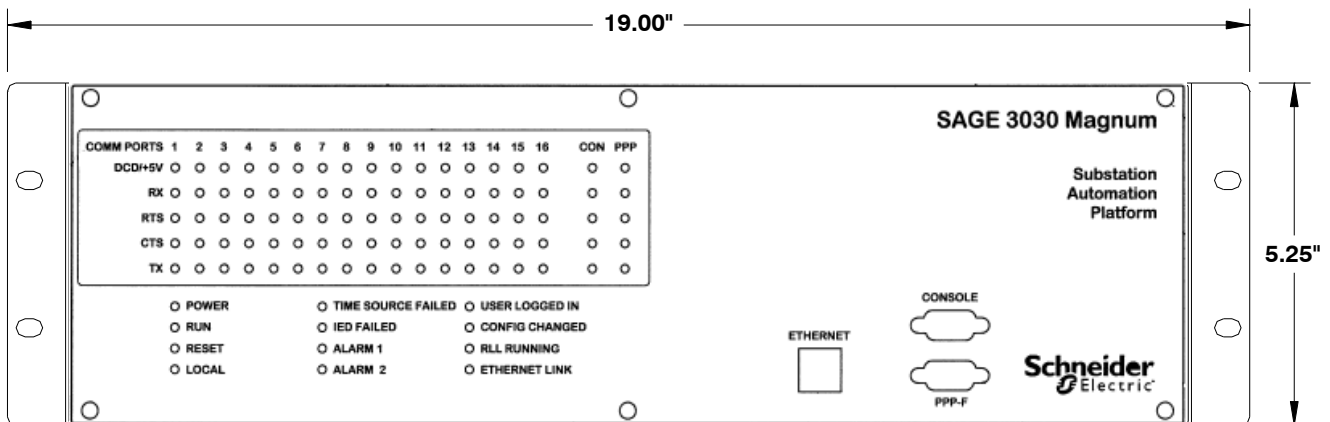 19.00"
SAGE 3030 Magnum
Substation
Automation
Platform
COMM PORTS 1 2 3 4 5 6 7 8 9 10 11 12 13 14 15 16 CON PPP
DCD/+5V
RX
RTS
CTS
TX
POWER TIME SOURCE FAILED USER LOGGED IN
RUN IED FAILED CONFIG CHANGED
RESET ALARM 1 RLL RUNNING
LOCAL ALARM 2 ETHERNET LINK
5.25"
CONSOLE
ETHERNET
PPP-F
Schneider
Electric